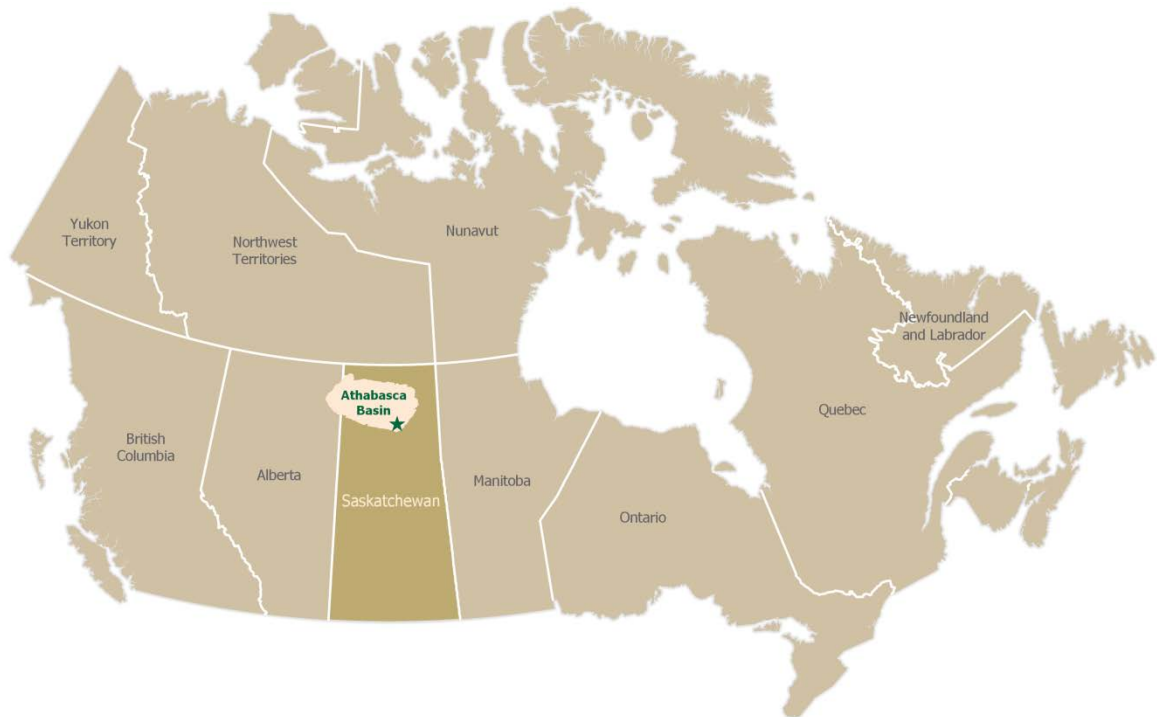 Yukon
Territory
Northwest
Territories
Nunavut
Newfoundland
and Labrador
Athabasca
Basin
British
Columbia
Alberta
Saskatchewan
Manitoba
Ontario
Quebec